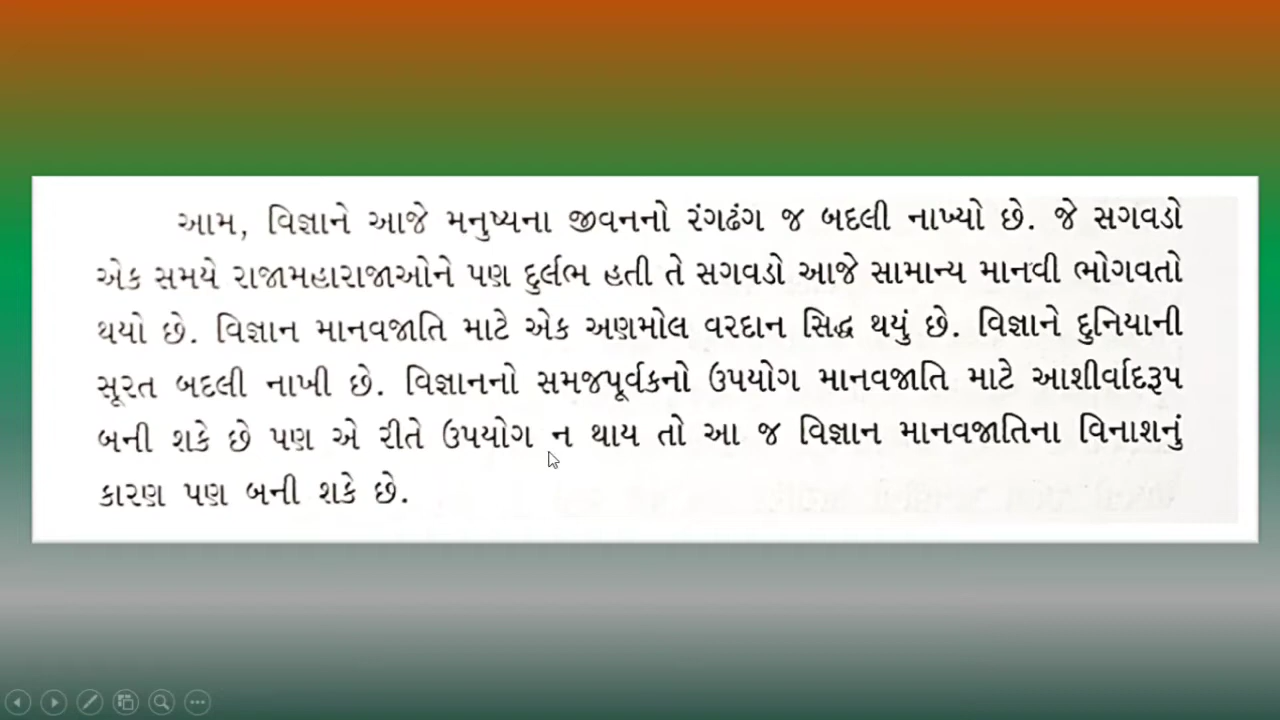 આમ, વિજ્ઞાને આજે મનુષ્યના જીવનનો રંગઢંગ જ બદલી નાખ્યો છે. જે સગવડો
એક સમયે રાજામહારાજાઓને પણ દુર્લભ હતી તે સગવડો આજે સામાન્ય માનવી ભોગવતો
થયો છે. વિજ્ઞાન માનવજાતિ માટે એક અણમોલ વરદાન સિદ્ધ થયું છે. વિજ્ઞાને દુનિયાની
સૂરત બદલી નાખી છે. વિજ્ઞાનનો સમજપૂર્વકનો ઉપયોગ માનવજાતિ માટે આશીર્વાદરૂપ
બની શકે છે પણ એ રીતે ઉપયોગ ન થાય તો આ જ વિજ્ઞાન માનવજાતિના વિનાશનું
કારણ પણ બની શકે છે.